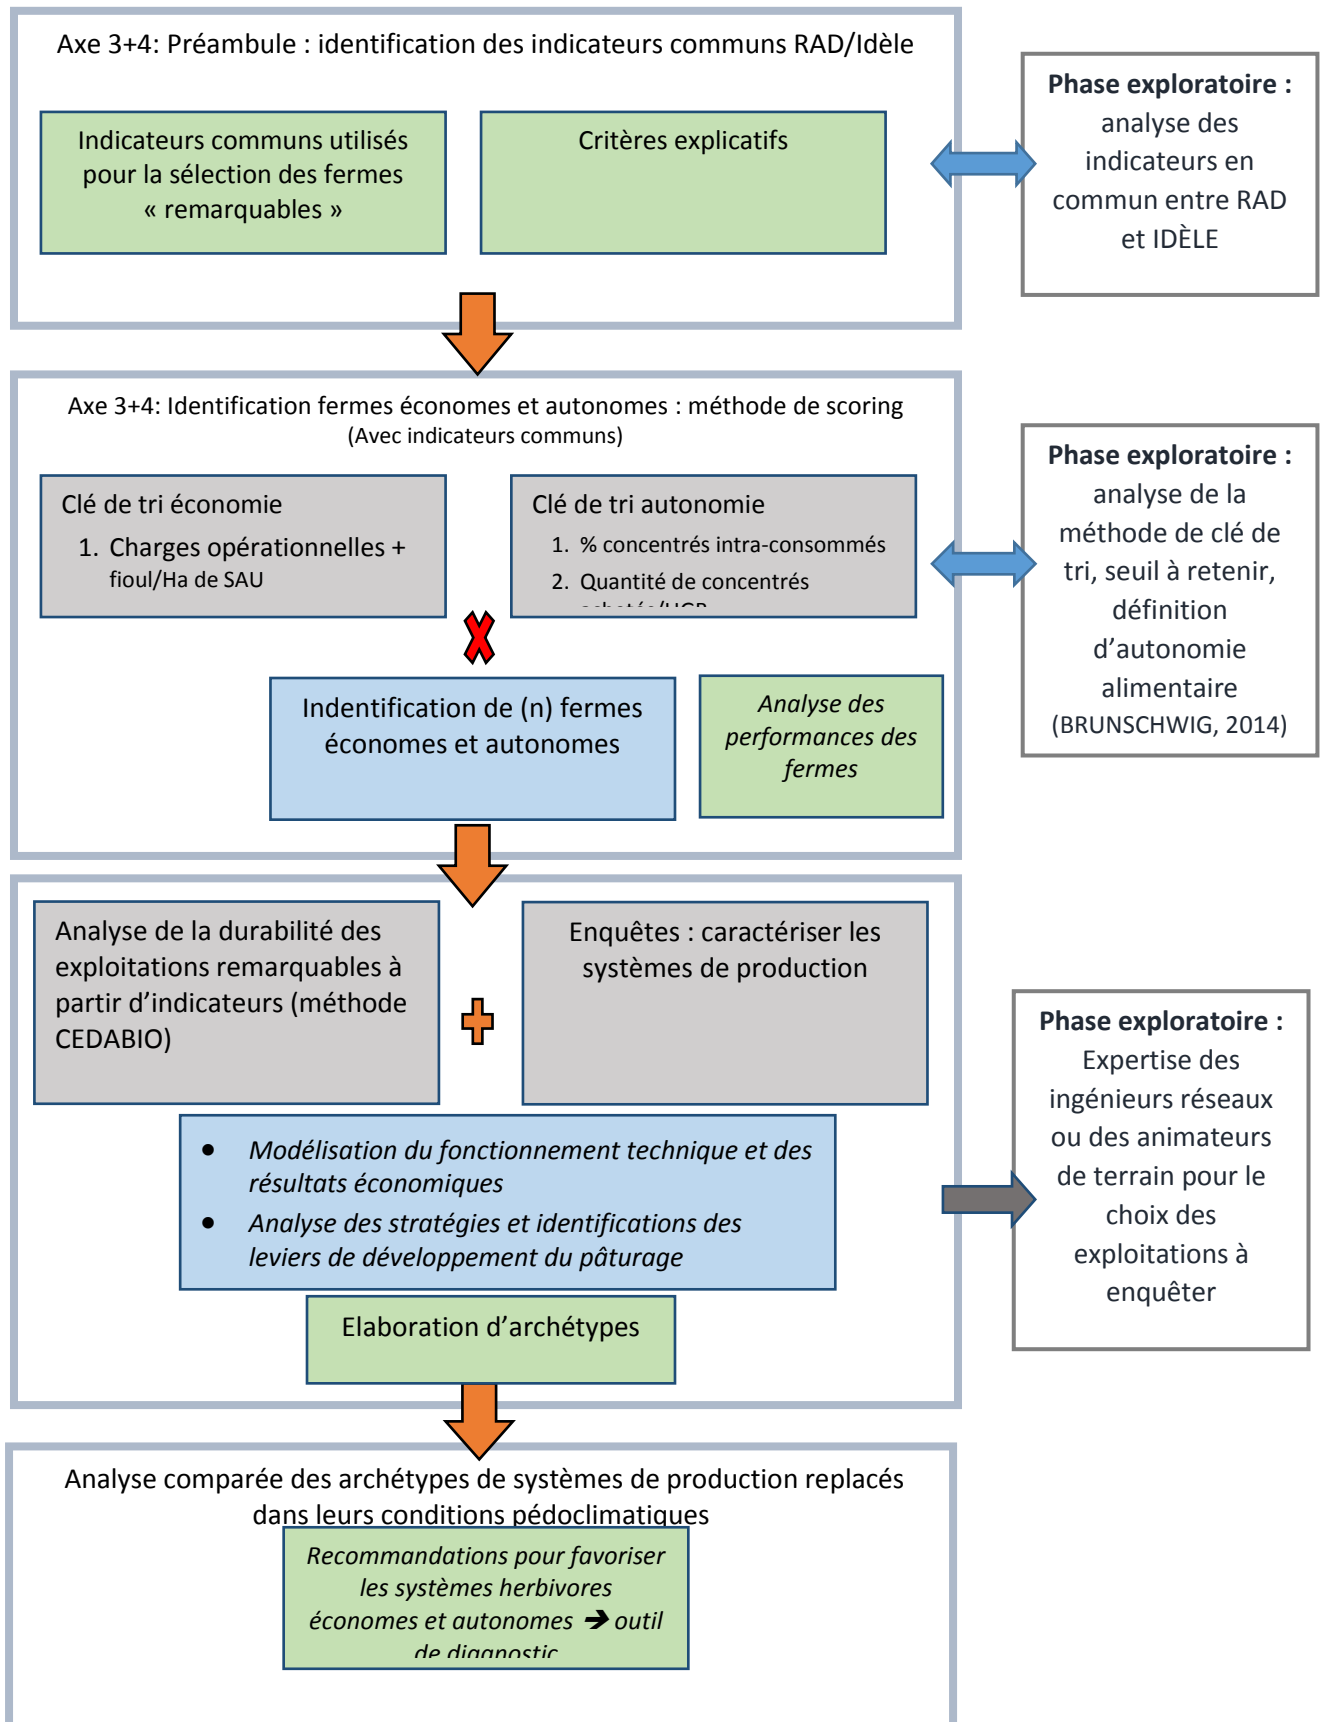 Axe 3+4: Préambule : identification des indicateurs communs RAD/Idèle
Indicateurs communs utilisés
pour la sélection des fermes
« remarquables »
Critères explicatifs
Phase exploratoire :
analyse des
indicateurs en
commun entre RAD
et IDÈLE
Axe 3+4: Identification fermes économes et autonomes : méthode de scoring
(Avec indicateurs communs)
Clé de tri économie
1. Charges opérationnelles +
fioul/Ha de SAU
Clé de tri autonomie
1. % concentrés intra-consommés
2. Quantité de concentrés
Indentification de (n) fermes
économes et autonomes
Analyse des
performances des
fermes
Phase exploratoire :
analyse de la
méthode de clé de
tri, seuil à retenir,
définition
d’autonomie
alimentaire
(BRUNSCHWIG, 2014)
Analyse de la durabilité des
exploitations remarquables à
partir d’indicateurs (méthode
CEDABIO)
Enquêtes : caractériser les
systèmes de production
• Modélisation du fonctionnement technique et des
résultats économiques
• Analyse des stratégies et identifications des
leviers de développement du pâturage
Elaboration d’archétypes
Phase exploratoire :
Expertise des
ingénieurs réseaux
ou des animateurs
de terrain pour le
choix des
exploitations à
enquêter
Analyse comparée des archétypes de systèmes de production replacés
dans leurs conditions pédoclimatiques
Recommandations pour favoriser
les systèmes herbivores
économes et autonomes ➔ outil
de diagnostic